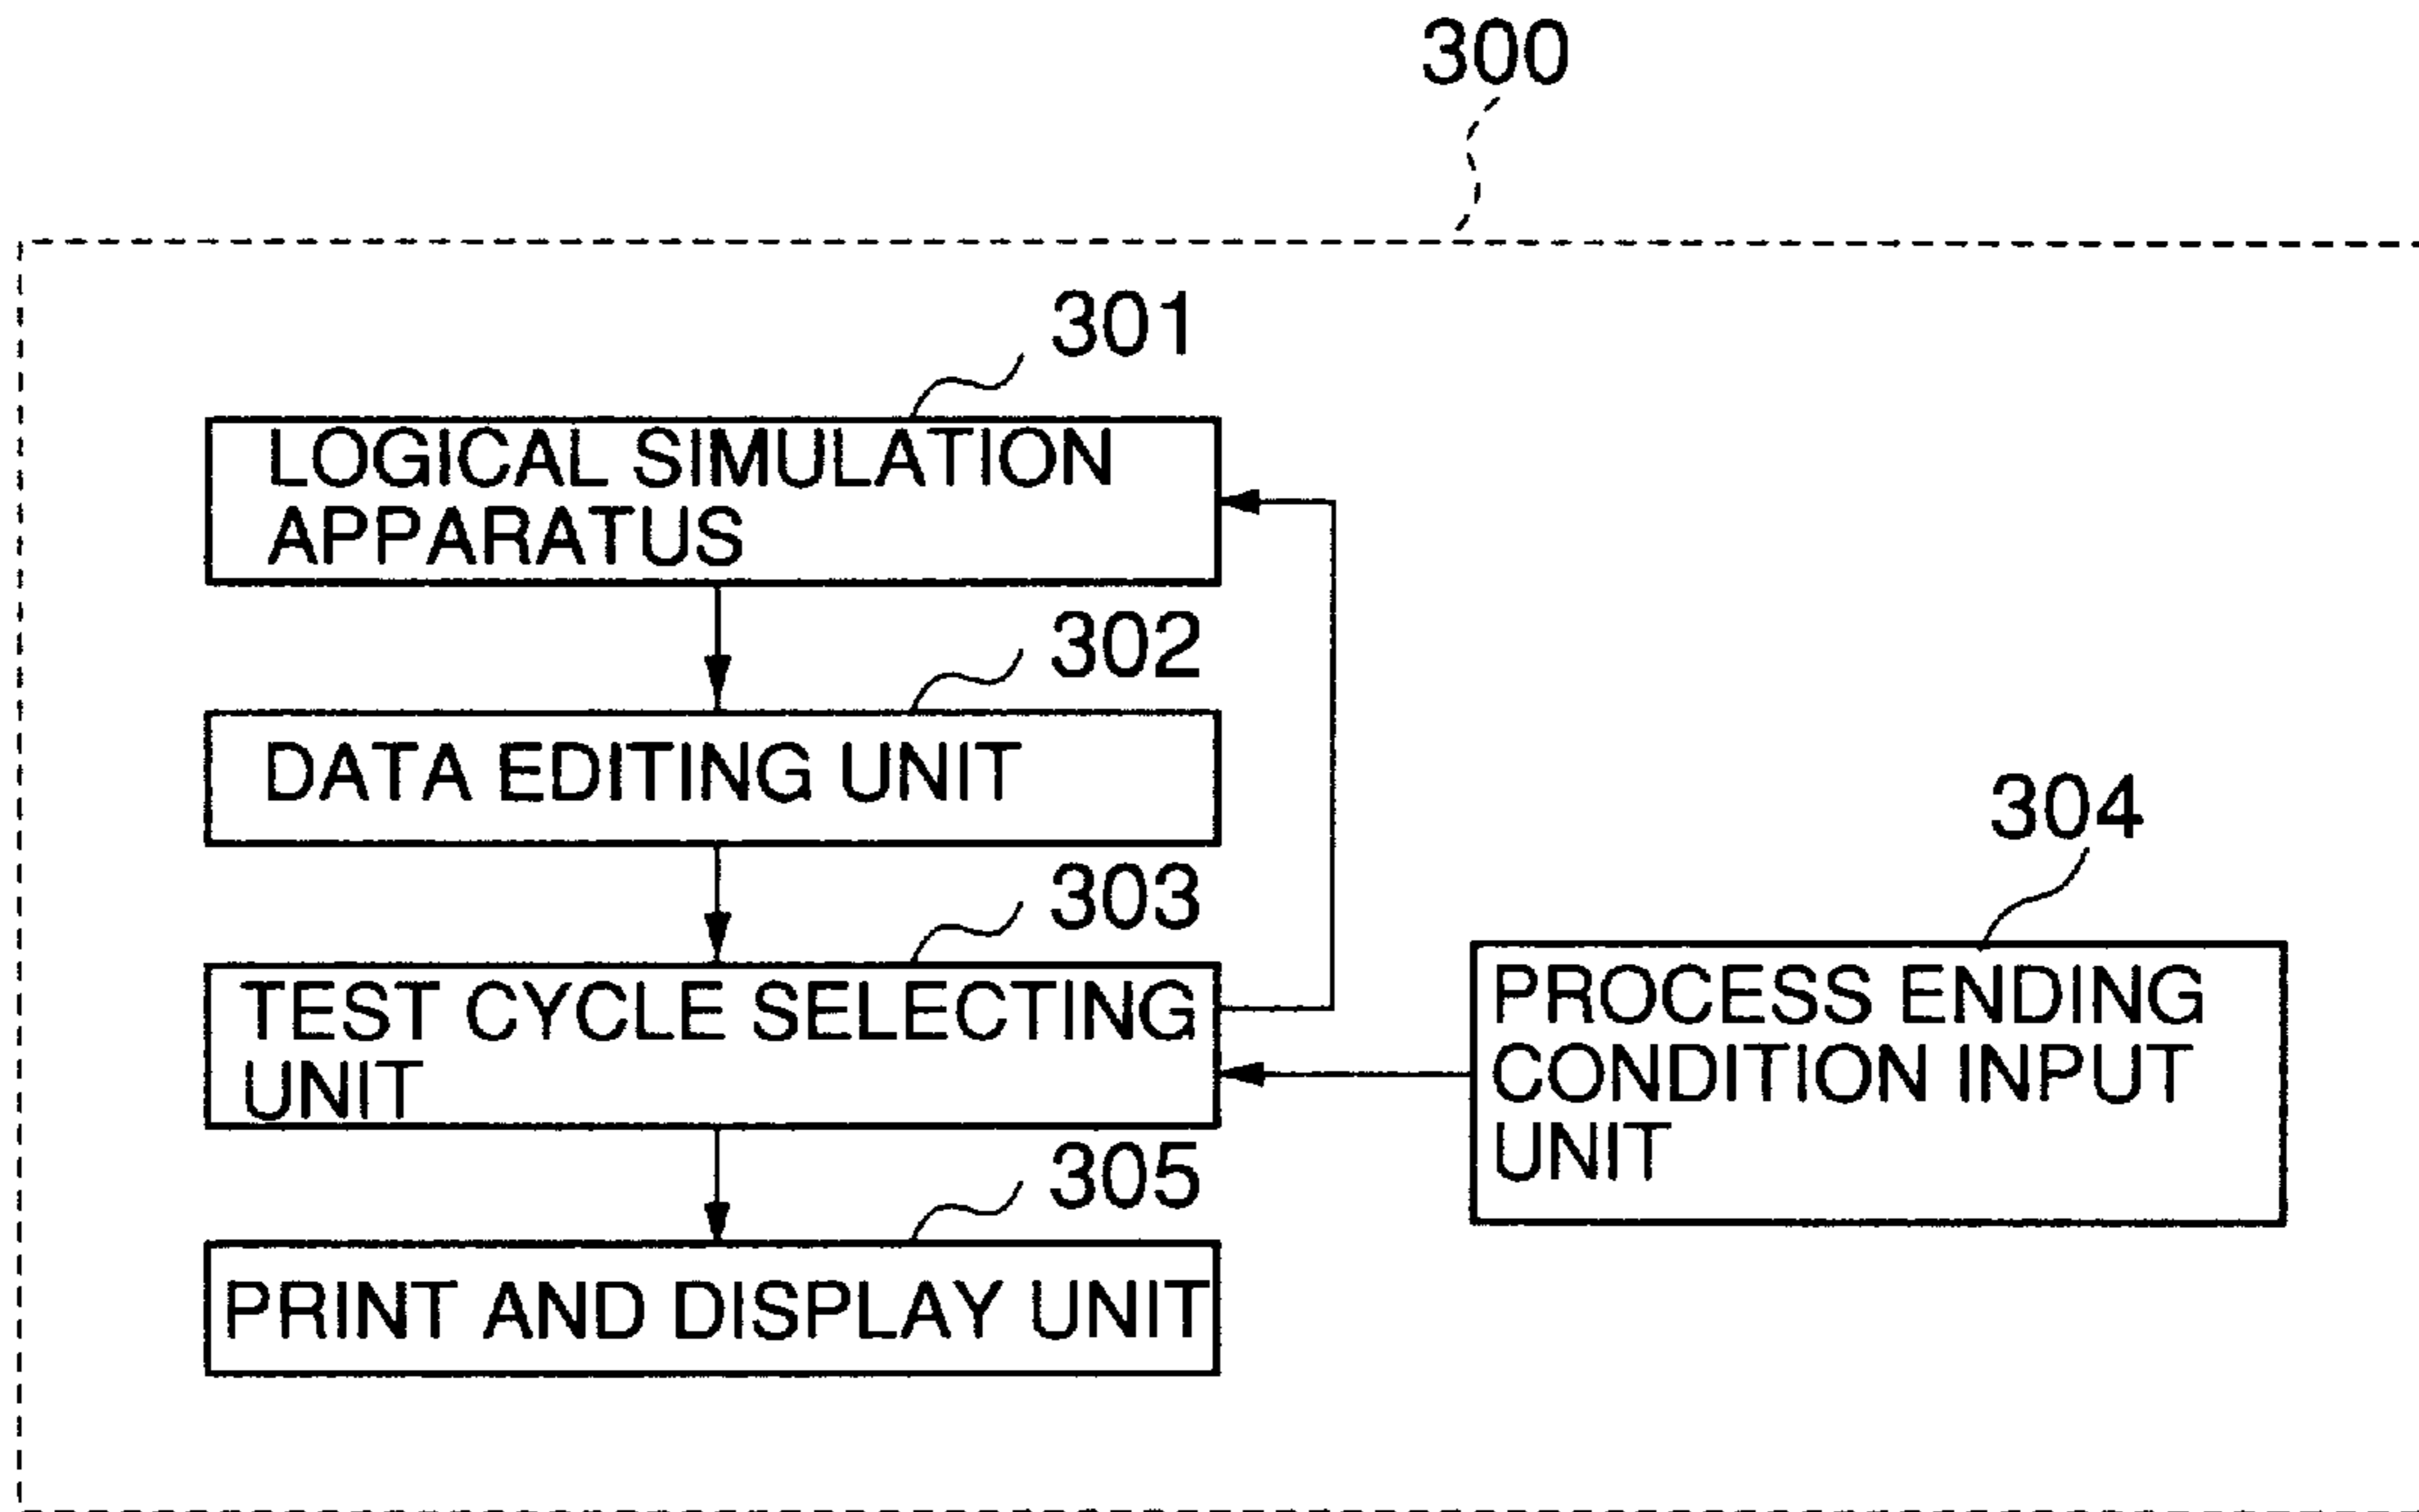 300
301
LOGICAL SIMULATION
APPARATUS
302
DATA EDITING UNIT
303
TEST CYCLE SELECTING
UNIT
304
PROCESS ENDING
CONDITION INPUT
UNIT
305
PRINT AND DISPLAY UNIT